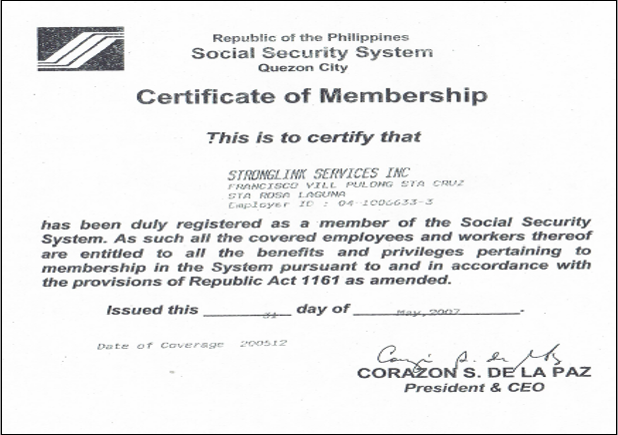 Republic of the Philippines
Social Security System
Quezon City
Certificate of Membership
This is to certify that
STRONGLINK SERVICES INC
FRANCISCO VILL PULONG STA CRUZ
STA ROSA LAGUNA
Employer ID : 04-1006633-3
has been duly registered as a member of the Social Security
System. As such all the covered employees and workers thereof
are entitled to all the benefits and privileges pertaining to
membership in the System pursuant to and in accordance with
the provisions of Republic Act 1161 as amended.
Issued this 31 day of May, 2007.
Date of Coverage 200512
CORAZON S. DE LA PAZ
President & CEO